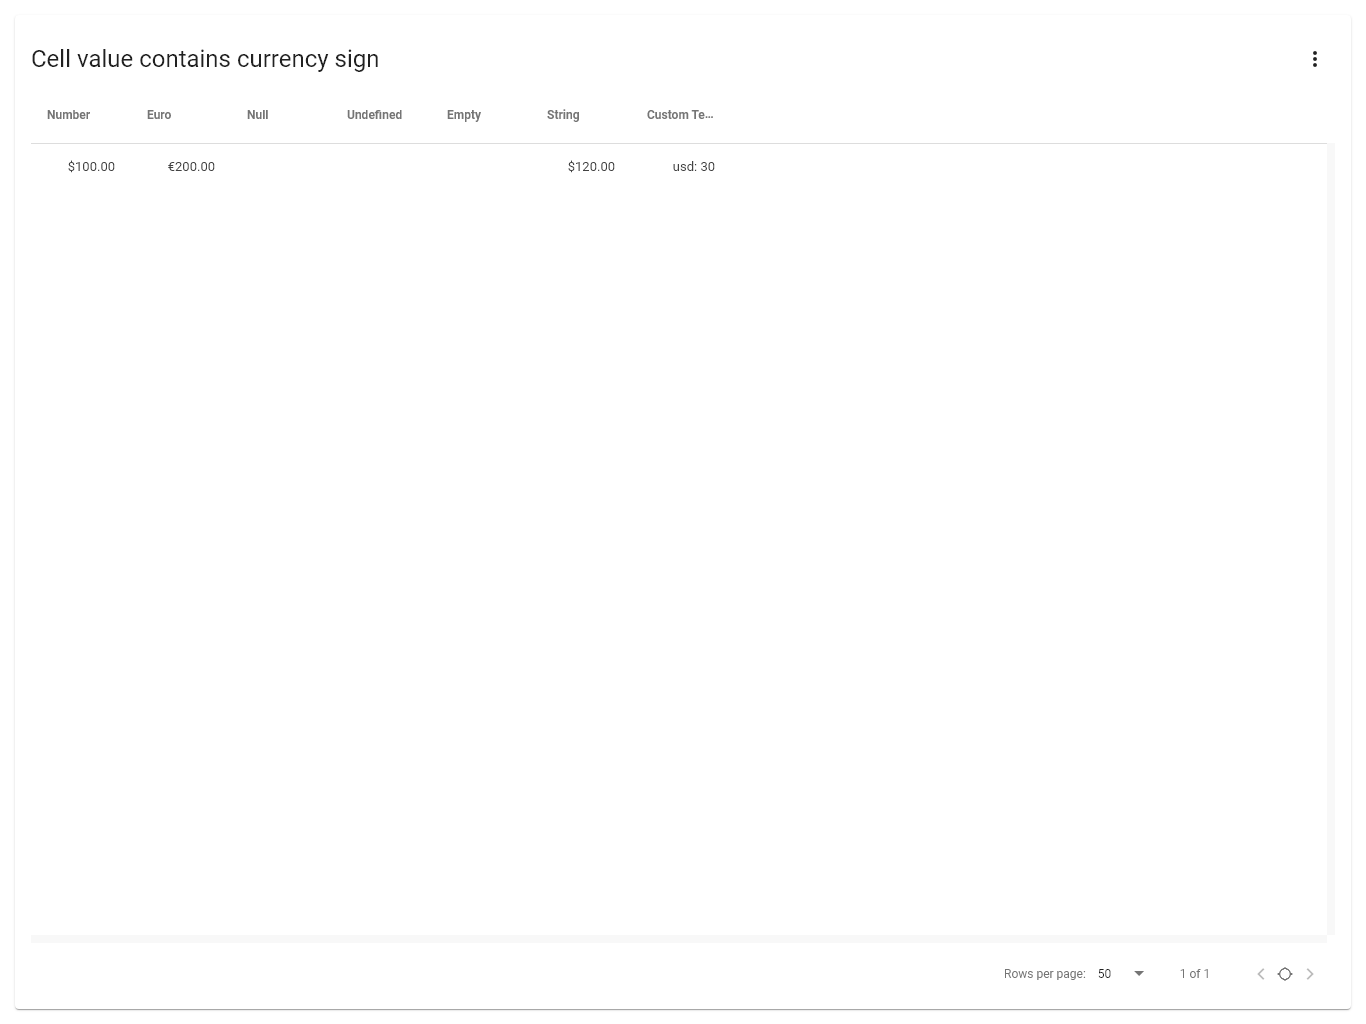 Cell value contains currency sign
Number Euro Null Undefined Empty String Custom Te...
$100.00 €200.00 $120.00 usd: 30
Rows per page: 50 1 of 1